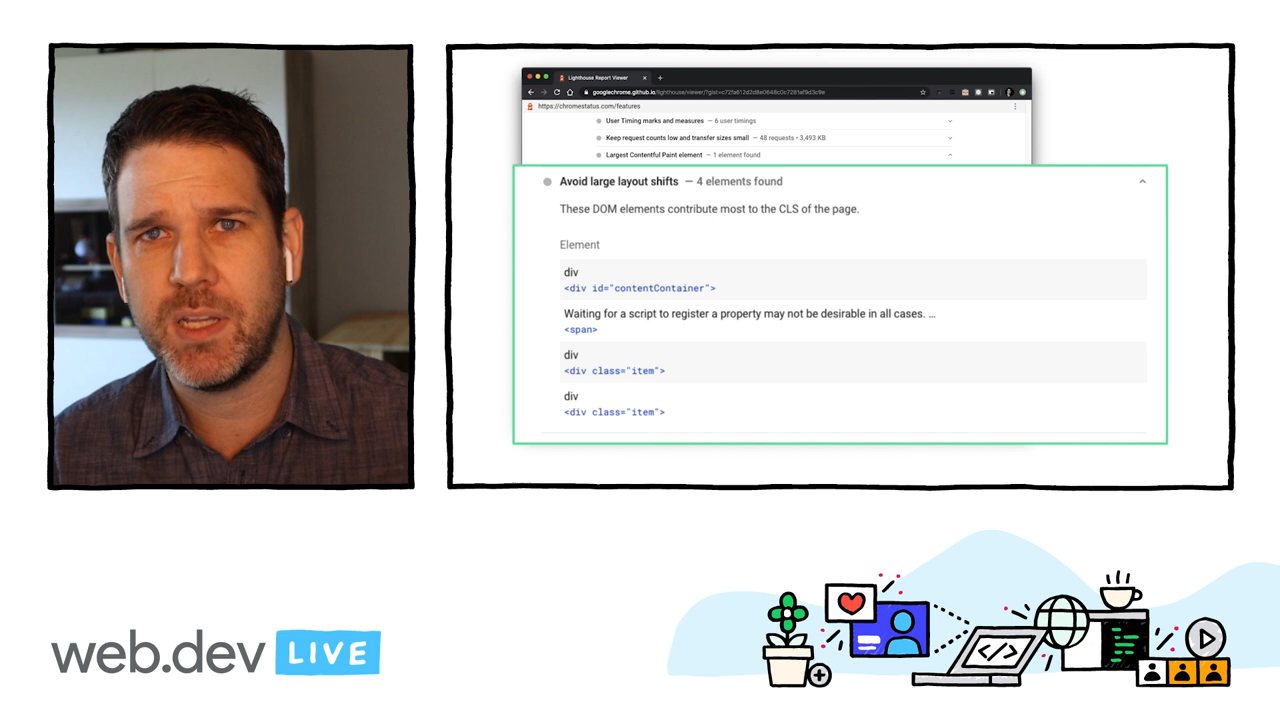 Lighthouse Report Viewer
googlechrome.github.io/lighthouse/viewer/?gist=c72fa812d2d8e0648c0c7281af9d3c9e
https://chromestatus.com/features
User Timing marks and measures — 6 user timings
Keep request counts low and transfer sizes small — 48 requests • 3,493 KB
Largest Contentful Paint element — 1 element found
Avoid large layout shifts — 4 elements found
These DOM elements contribute most to the CLS of the page.
Element
div
<div id="contentContainer">
Waiting for a script to register a property may not be desirable in all cases. …
<span>
div
<div class="item">
div
<div class="item">
web.dev LIVE